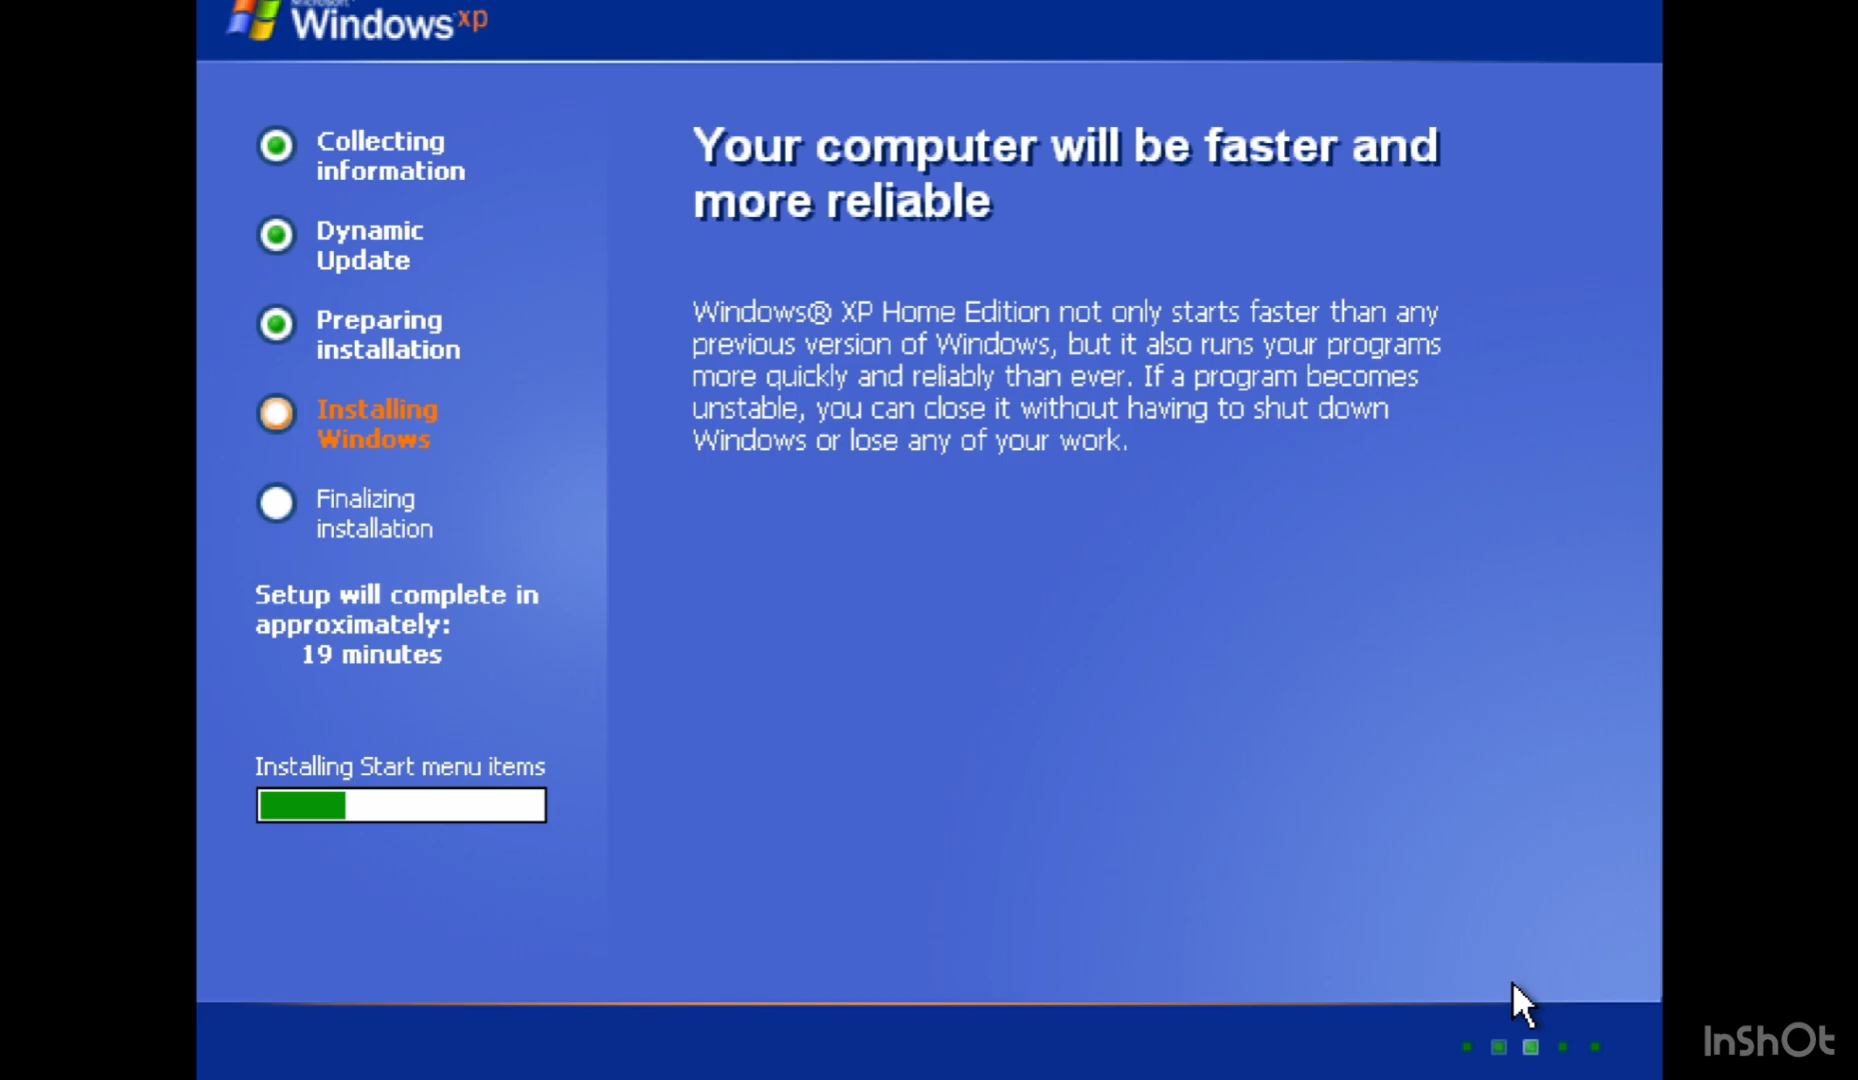 Microsoft
Windows xp
Collecting
information
Dynamic
Update
Preparing
installation
Installing
Windows
Finalizing
installation
Setup will complete in
approximately:
19 minutes
Installing Start menu items
Your computer will be faster and
more reliable
Windows® XP Home Edition not only starts faster than any
previous version of Windows, but it also runs your programs
more quickly and reliably than ever. If a program becomes
unstable, you can close it without having to shut down
Windows or lose any of your work.
InShOt